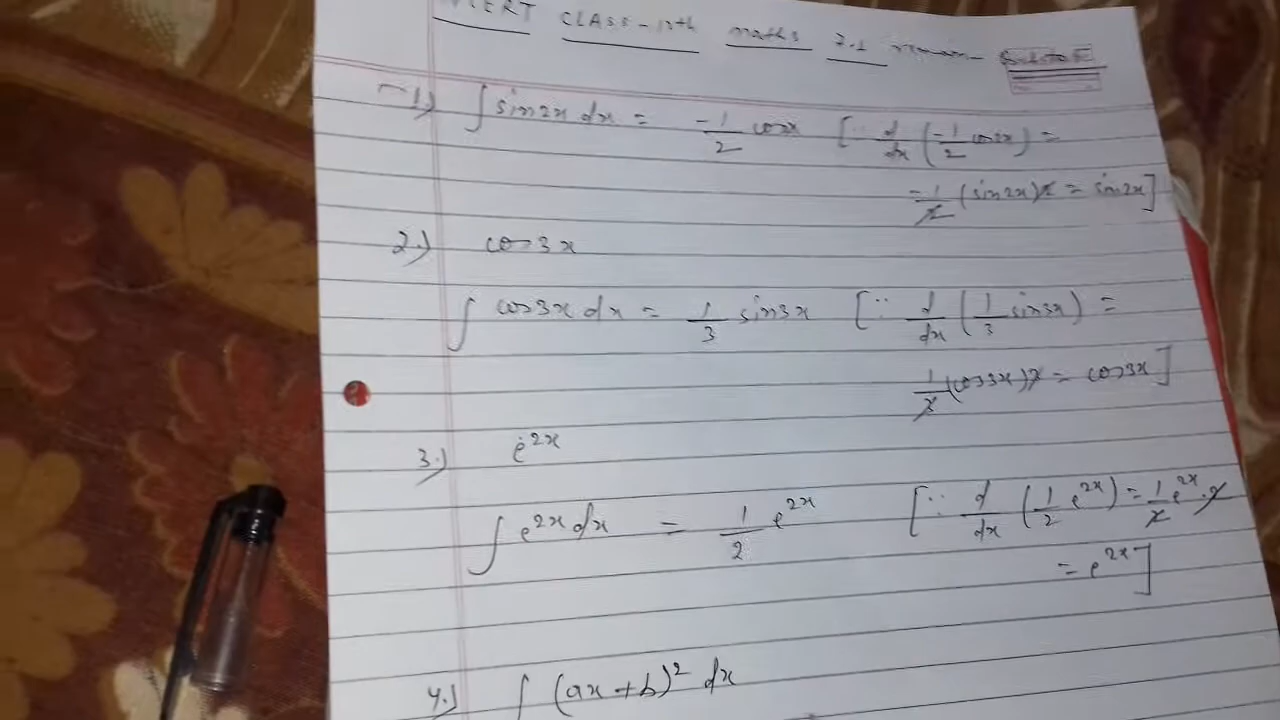 CERT CLASS - 12th maths 7.1
1) ∫ sin2x dx = -1/2 cosx [∵ d/dx (-1/2 cos2x) =
= 1/2 (sin2x)2 = sin2x]
2.) cos3x
∫ cos3x dx = 1/3 sin3x [∵ d/dx (1/3 sin3x) =
1/3 (cos3x)3 = cos3x]
3.) e^2x
∫ e^2x dx = 1/2 e^2x [∵ d/dx (1/2 e^2x) = 1/2 e^2x . 2
= e^2x]
4.) ∫ (ax + b)² dx